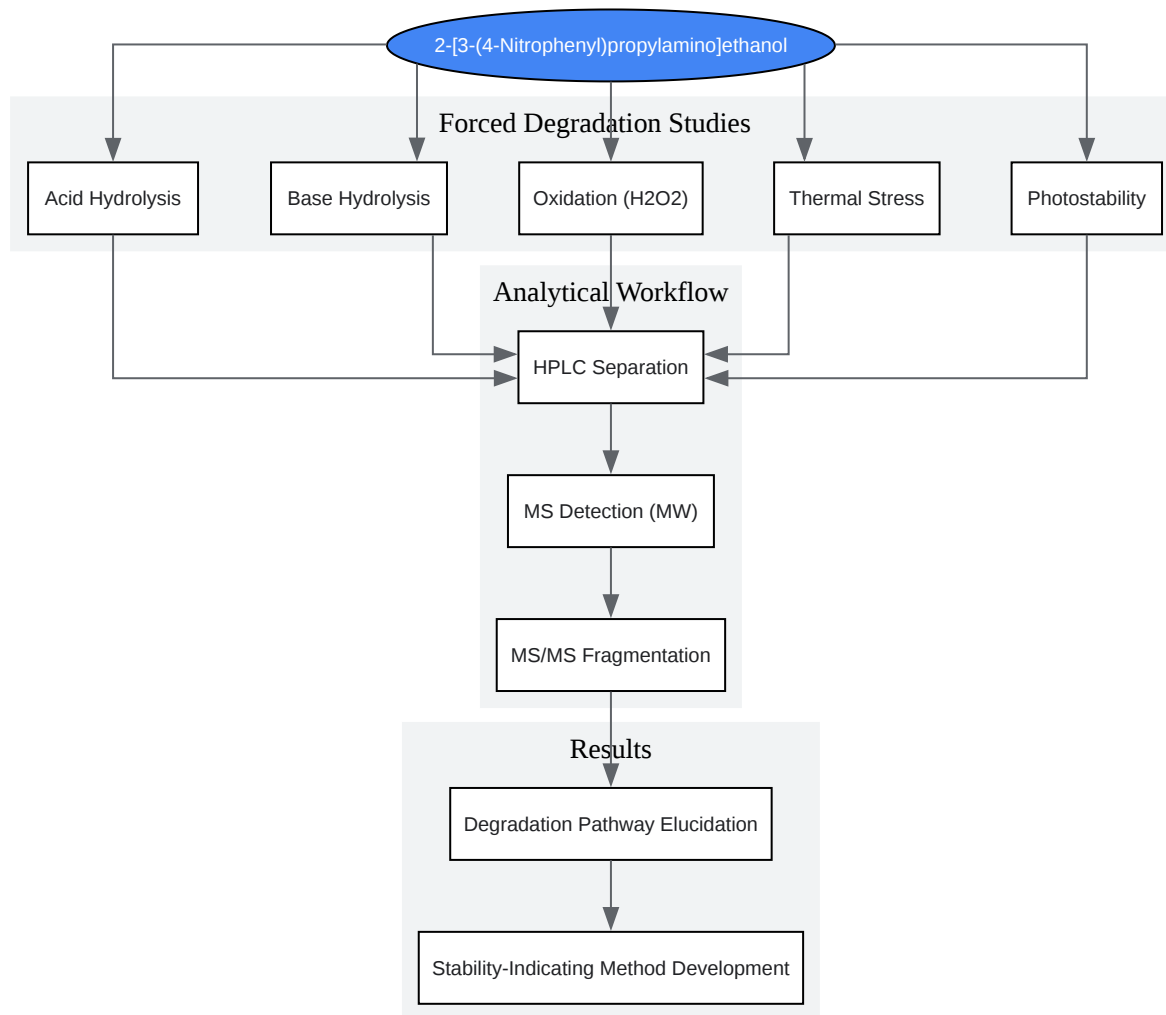 2-[3-(4-Nitrophenyl)propylamino]ethanol
Forced Degradation Studies
Acid Hydrolysis
Base Hydrolysis
Oxidation (H2O2)
Thermal Stress
Photostability
Analytical Workflow
HPLC Separation
MS Detection (MW)
MS/MS Fragmentation
Results
Degradation Pathway Elucidation
Stability-Indicating Method Development